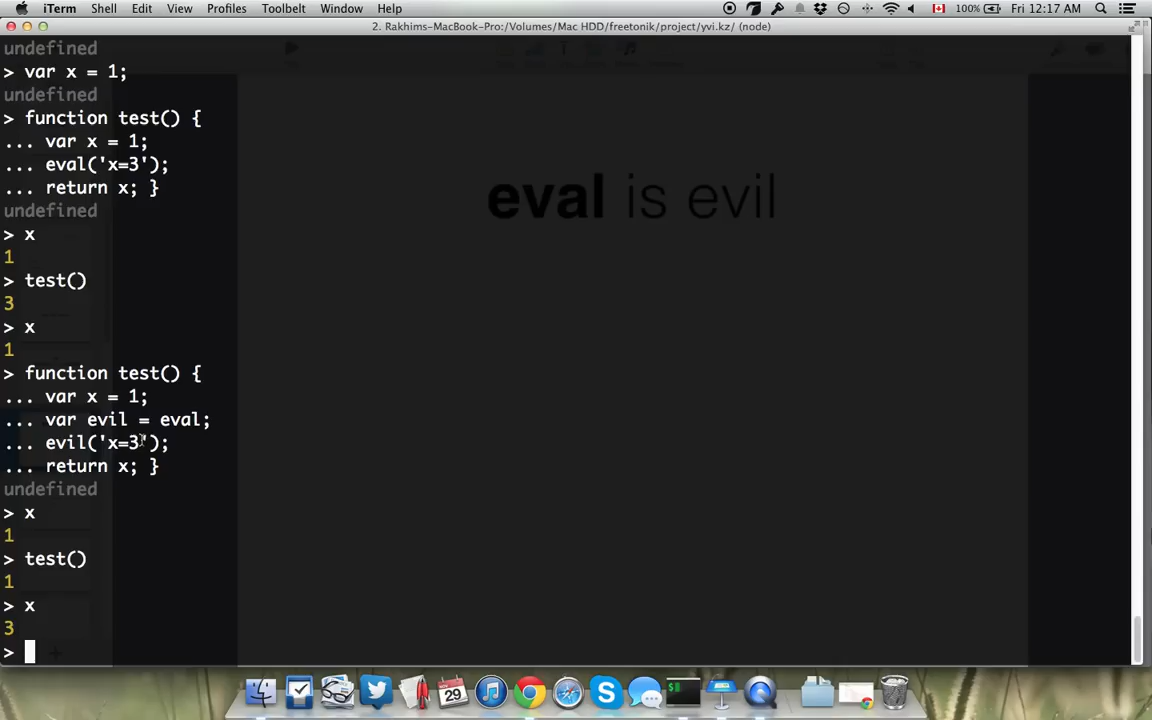 iTerm Shell Edit View Profiles Toolbelt Window Help 100% Fri 12:17 AM
2. Rakhims-MacBook-Pro:/Volumes/Mac HDD/freetonik/project/yvi.kz/ (node)
undefined
> var x = 1;
undefined
> function test() {
... var x = 1;
... eval('x=3');
... return x; }
undefined
> x
1
> test()
3
> x
1
> function test() {
... var x = 1;
... var evil = eval;
... evil('x=3');
... return x; }
undefined
> x
1
> test()
1
> x
3
>
eval is evil
29